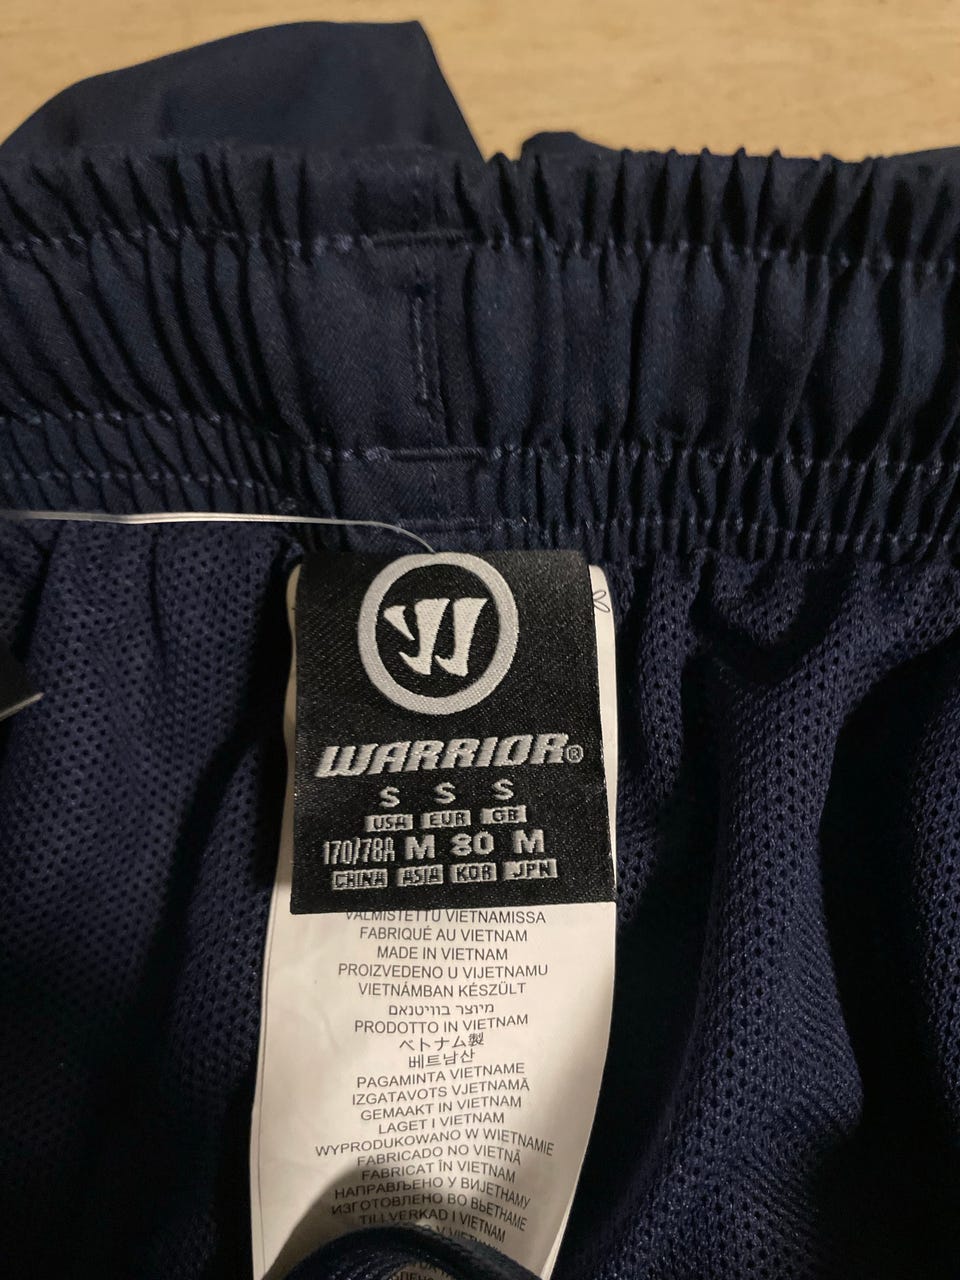 WARRIOR®
S S S
USA EUR GB
170/78A M 80 M
CHINA ASIA KOR JPN
VALMISTETTU VIETNAMISSA
FABRIQUÉ AU VIETNAM
MADE IN VIETNAM
PROIZVEDENO U VIJETNAMU
VIETNÁMBAN KÉSZÜLT
מיוצר בווייטנאם
PRODOTTO IN VIETNAM
ベトナム製
베트남산
PAGAMINTA VIETNAME
IZGATAVOTS VJETNAMĀ
GEMAAKT IN VIETNAM
LAGET I VIETNAM
WYPRODUKOWANO W WIETNAMIE
FABRICADO NO VIETNÃ
FABRICAT ÎN VIETNAM
НАПРАВЉЕНО У ВИЈЕТНАМУ
ИЗГОТОВЛЕНО ВО ВЬЕТНАМЕ
TILLVERKAD I VIETNAM